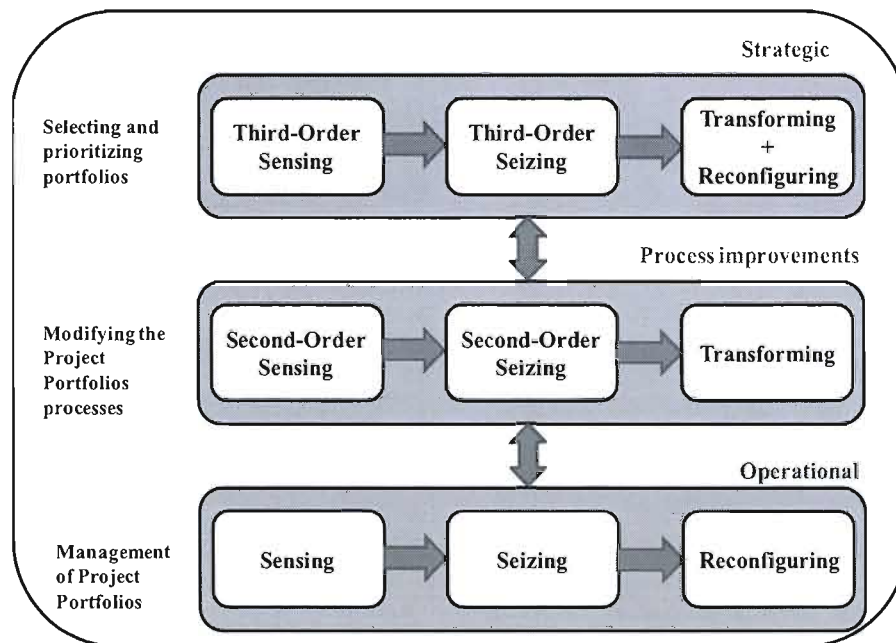 Strategic
Selecting and
prioritizing
portfolios
Third-Order
Sensing
Third-Order
Seizing
Transforming
+
Reconfiguring
Process improvements
Modifying the
Project
Portfolios
processes
Second-Order
Sensing
Second-Order
Seizing
Transforming
Operational
Management
of Project
Portfolios
Sensing
Seizing
Reconfiguring